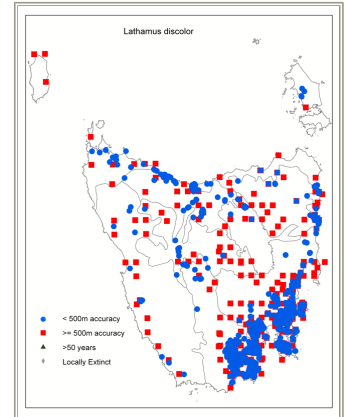 Lathamus discolor
< 500m accuracy
>= 500m accuracy
>50 years
Locally Extinct